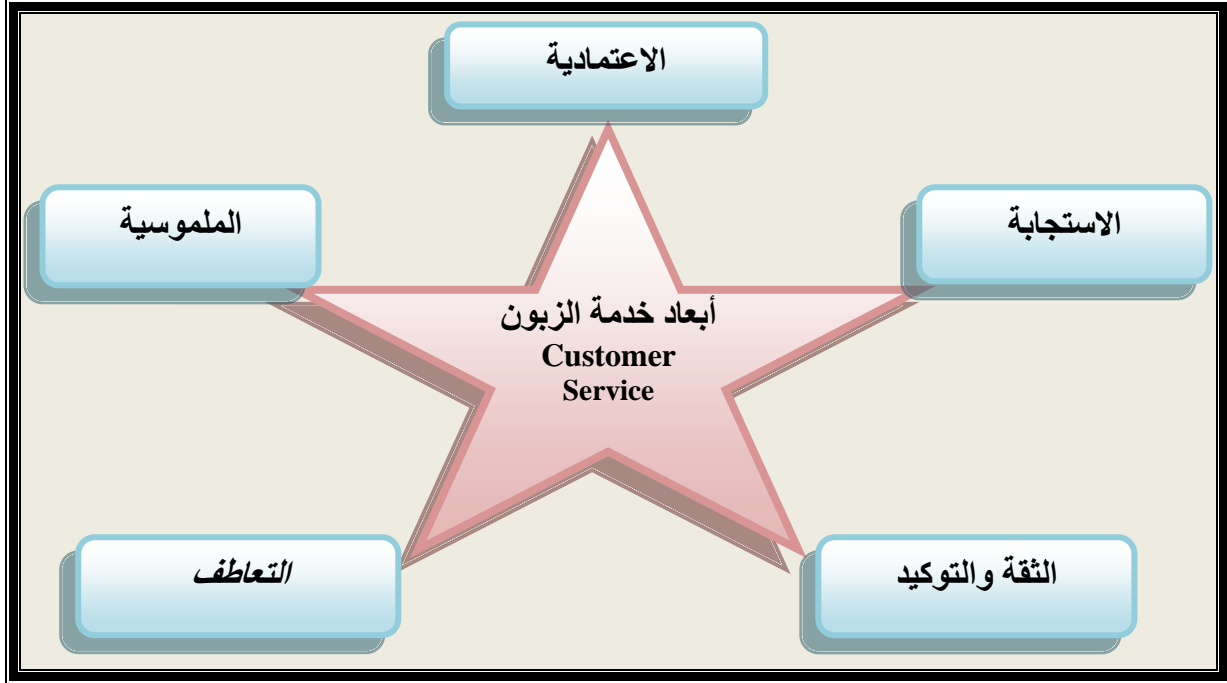 الاعتمادية
الاستجابة
الملموسية
أبعاد خدمة الزبون
Customer
Service
الثقة والتوكيد
التعاطف